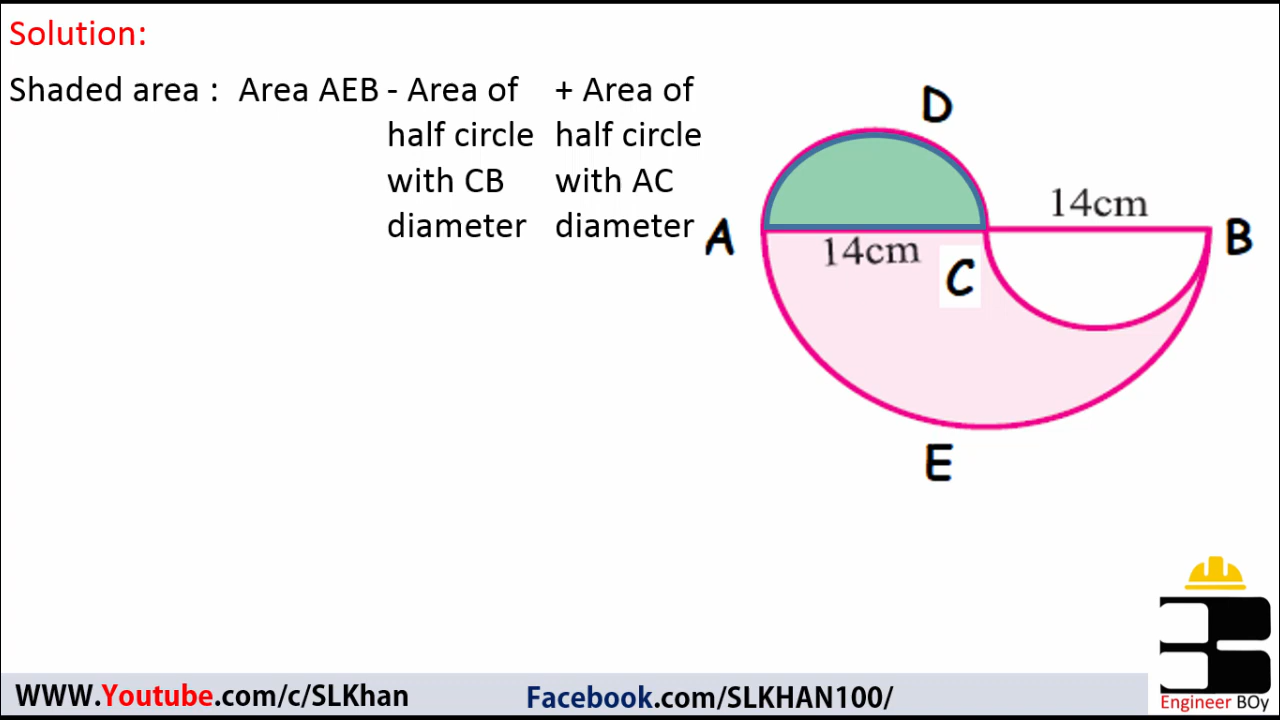 Solution:
Shaded area : Area AEB - Area of + Area of
half circle half circle
with CB with AC
diameter diameter
D
14cm
A
B
14cm
C
E
WWW.Youtube.com/c/SLKhan
Facebook.com/SLKHAN100/
Engineer BOy